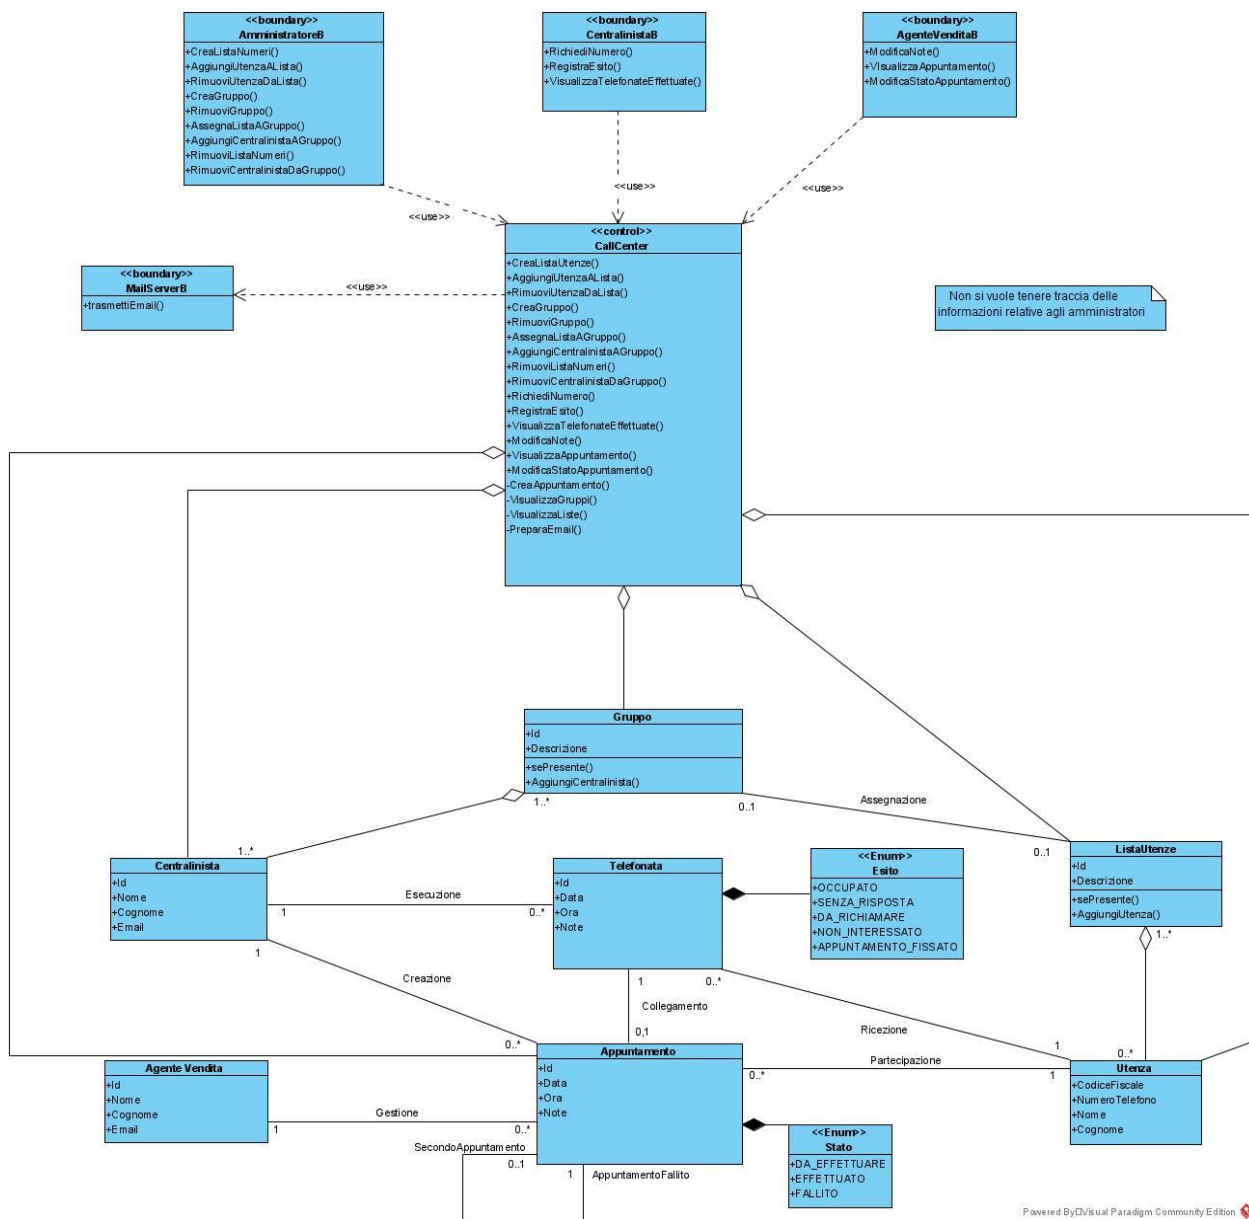 <<boundary>>
AmministratoreB
+CreaListaNumeri()
+AggiungiUtenzaALista()
+RimuoviUtenzaDaLista()
+CreaGruppo()
+RimuoviGruppo()
+AssegnaListaAGruppo()
+AggiungiCentralinistaAGruppo()
+RimuoviListaNumeri()
+RimuoviCentralinistaDaGruppo()
<<boundary>>
CentralinistaB
+RichiediNumero()
+RegistraEsito()
+VisualizzaTelefonateEffettuate()
<<boundary>>
AgenteVenditaB
+ModificaNote()
+VIsualizzaAppuntamento()
+ModificaStatoAppuntamento()
<<use>>
<<use>>
<<use>>
<<control>>
CallCenter
+CreaListaUtenze()
+AggiungiUtenzaALista()
+RimuoviUtenzaDaLista()
+CreaGruppo()
+RimuoviGruppo()
+AssegnaListaAGruppo()
+AggiungiCentralinistaAGruppo()
+RimuoviListaNumeri()
+RimuoviCentralinistaDaGruppo()
+RichiediNumero()
+RegistraEsito()
+VisualizzaTelefonateEffettuate()
+ModificaNote()
+VisualizzaAppuntamento()
+ModificaStatoAppuntamento()
-CreaAppuntamento()
-VisualizzaGruppi()
-VisualizzaListe()
-PreparaEmail()
<<boundary>>
MailServerB
+trasmettiEmail()
<<use>>
Non si vuole tenere traccia delle
informazioni relative agli amministratori
Gruppo
+Id
+Descrizione
+sePresente()
+AggiungiCentralinista()
1..*
0..1
Assegnazione
0..1
1..*
Centralinista
+Id
+Nome
+Cognome
+Email
1
Esecuzione
0..*
1
Telefonata
+Id
+Data
+Ora
+Note
<<Enum>>
Esito
+OCCUPATO
+SENZA_RISPOSTA
+DA_RICHIAMARE
+NON_INTERESSATO
+APPUNTAMENTO_FISSATO
ListaUtenze
+Id
+Descrizione
+sePresente()
+AggiungiUtenza()
1..*
Creazione
0..*
1
Collegamento
0,1
0..*
Ricezione
1
0..*
Agente Vendita
+Id
+Nome
+Cognome
+Email
1
Gestione
0..*
Appuntamento
+Id
+Data
+Ora
+Note
0..*
Partecipazione
1
Utenza
+CodiceFiscale
+NumeroTelefono
+Nome
+Cognome
SecondoAppuntamento
0..1
1
AppuntamentoFallito
<<Enum>>
Stato
+DA_EFFETTUARE
+EFFETTUATO
+FALLITO
Powered By Visual Paradigm Community Edition